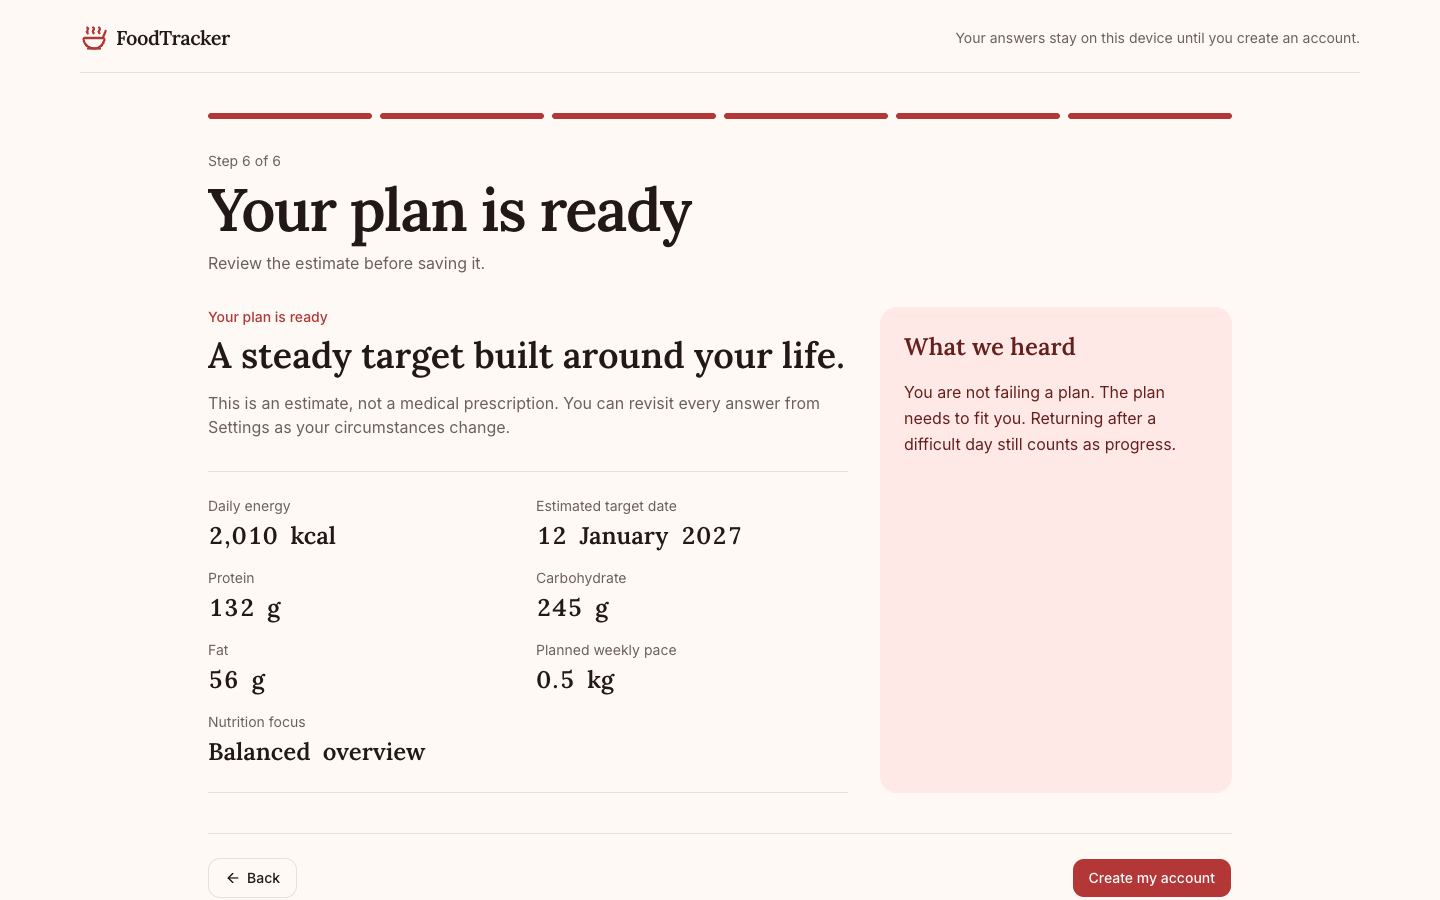 FoodTracker
Your answers stay on this device until you create an account.
Step 6 of 6
Your plan is ready
Review the estimate before saving it.
Your plan is ready
A steady target built around your life.
This is an estimate, not a medical prescription. You can revisit every answer from
Settings as your circumstances change.
Daily energy
2,010 kcal
Estimated target date
12 January 2027
Protein
132 g
Carbohydrate
245 g
Fat
56 g
Planned weekly pace
0.5 kg
Nutrition focus
Balanced overview
What we heard
You are not failing a plan. The plan
needs to fit you. Returning after a
difficult day still counts as progress.
Back
Create my account